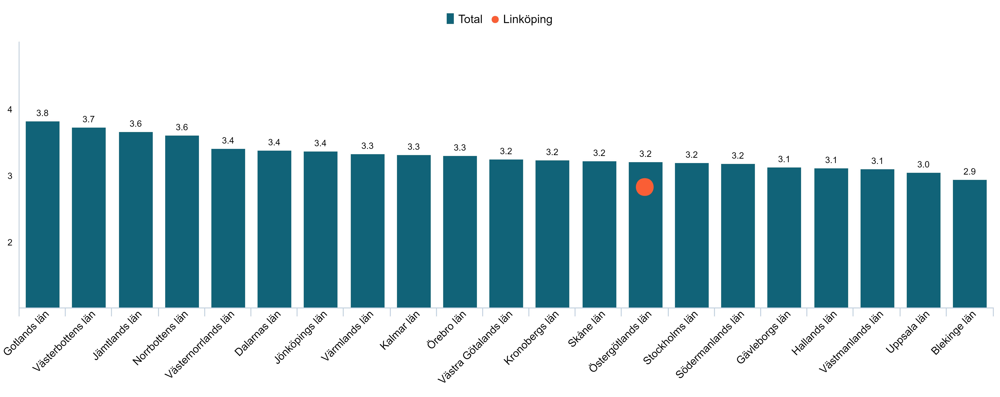 Total Linköping
4
3
2
3.8 3.7 3.6 3.6 3.4 3.4 3.4 3.3 3.3 3.3 3.2 3.2 3.2 3.2 3.2 3.2 3.1 3.1 3.1 3.0 2.9
Gotlands län
Västerbottens län
Jämtlands län
Norrbottens län
Västernorrlands län
Dalarnas län
Jönköpings län
Värmlands län
Kalmar län
Örebro län
Västra Götalands län
Kronobergs län
Skåne län
Östergötlands län
Stockholms län
Södermanlands län
Gävleborgs län
Hallands län
Västmanlands län
Uppsala län
Blekinge län